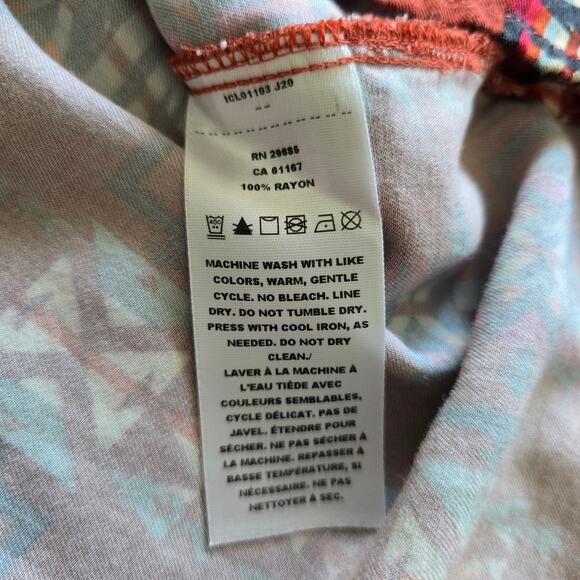 ICL01103 J20
--
RN 29685
CA 61167
100% RAYON
MACHINE WASH WITH LIKE
COLORS, WARM, GENTLE
CYCLE. NO BLEACH. LINE
DRY. DO NOT TUMBLE DRY.
PRESS WITH COOL IRON, AS
NEEDED. DO NOT DRY
CLEAN./
LAVER À LA MACHINE À
L'EAU TIÈDE AVEC
COULEURS SEMBLABLES,
CYCLE DÉLICAT. PAS DE
JAVEL. ÉTENDRE POUR
SÉCHER. NE PAS SÉCHER À
LA MACHINE. REPASSER À
BASSE TEMPÉRATURE, SI
NÉCESSAIRE. NE PAS
NETTOYER À SEC.